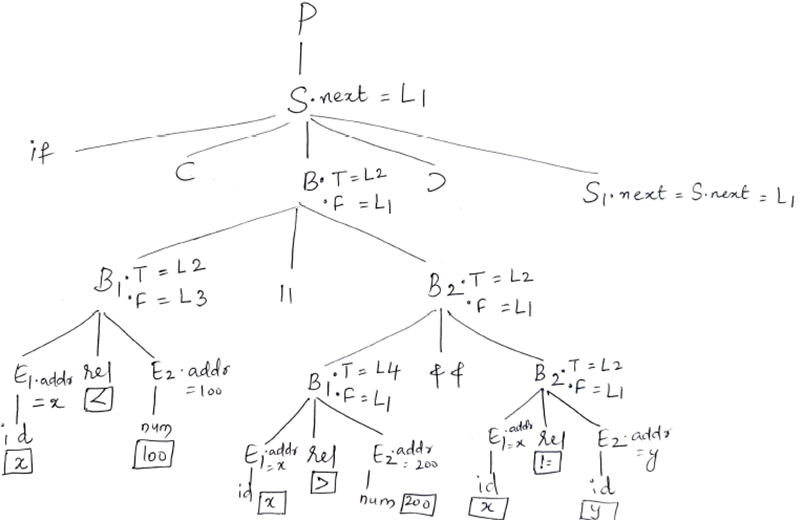 P
S.next = L1
if
(
B.T = L2
.F = L1
)
S1.next = S.next = L1
B1.T = L2
.F = L3
||
B2.T = L2
.F = L1
E1.addr
= x
rel
<
E2.addr
= 100
id
x
num
100
B1.T = L4
.F = L1
&&
B2.T = L2
.F = L1
E1.addr
= x
rel
>
E2.addr
= 200
id
x
num
200
E1.addr
= x
rel
!=
E2.addr
= y
id
x
id
y